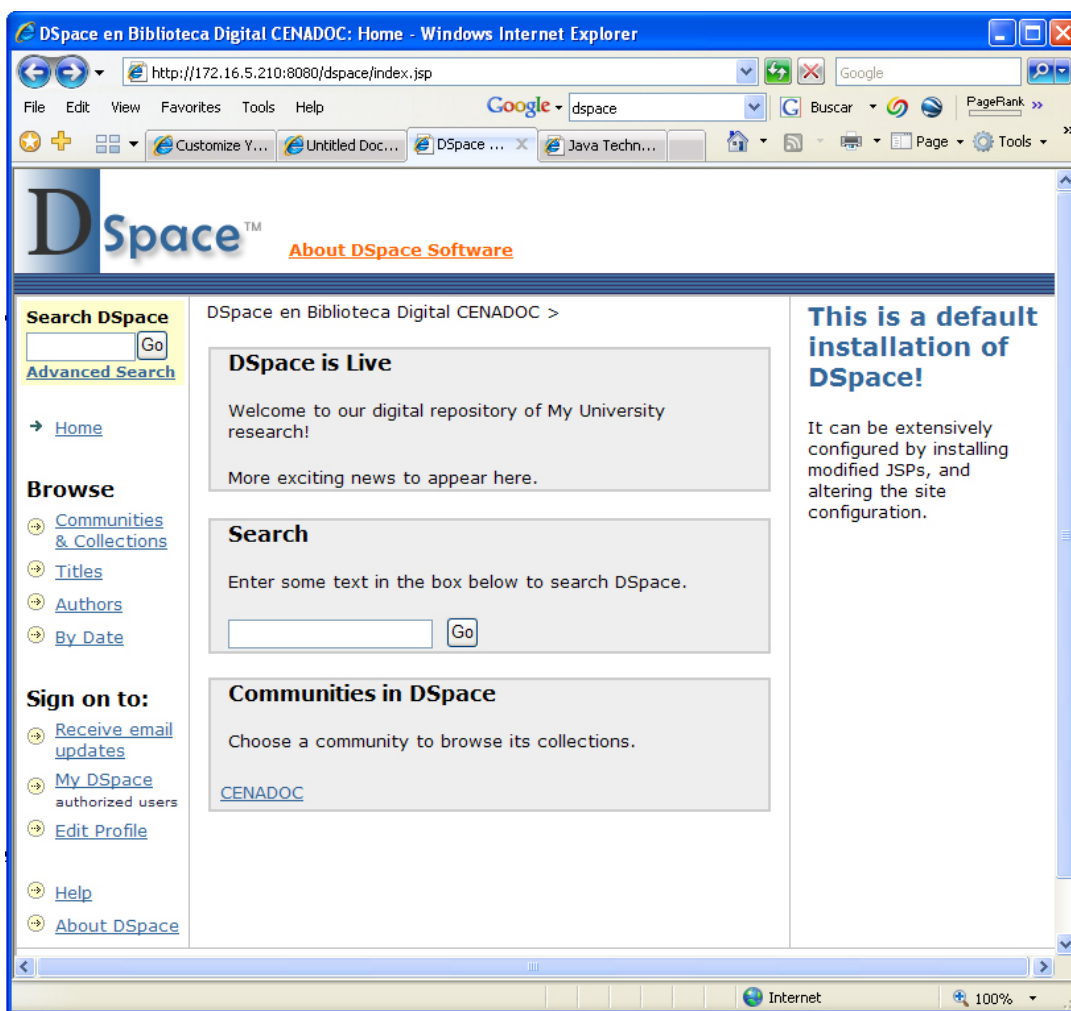 DSpace en Biblioteca Digital CENADOC: Home - Windows Internet Explorer
http://172.16.5.210:8080/dspace/index.jsp
Google
File Edit View Favorites Tools Help
Google dspace
G Buscar
PageRank »
Customize Y...
Untitled Doc...
DSpace ... X
Java Techn...
Page Tools »
DSpace™
About DSpace Software
Search DSpace
Go
Advanced Search
Home
Browse
Communities
& Collections
Titles
Authors
By Date
Sign on to:
Receive email
updates
My DSpace
authorized users
Edit Profile
Help
About DSpace
DSpace en Biblioteca Digital CENADOC >
DSpace is Live
Welcome to our digital repository of My University
research!
More exciting news to appear here.
Search
Enter some text in the box below to search DSpace.
Go
Communities in DSpace
Choose a community to browse its collections.
CENADOC
This is a default
installation of
DSpace!
It can be extensively
configured by installing
modified JSPs, and
altering the site
configuration.
Internet
100%